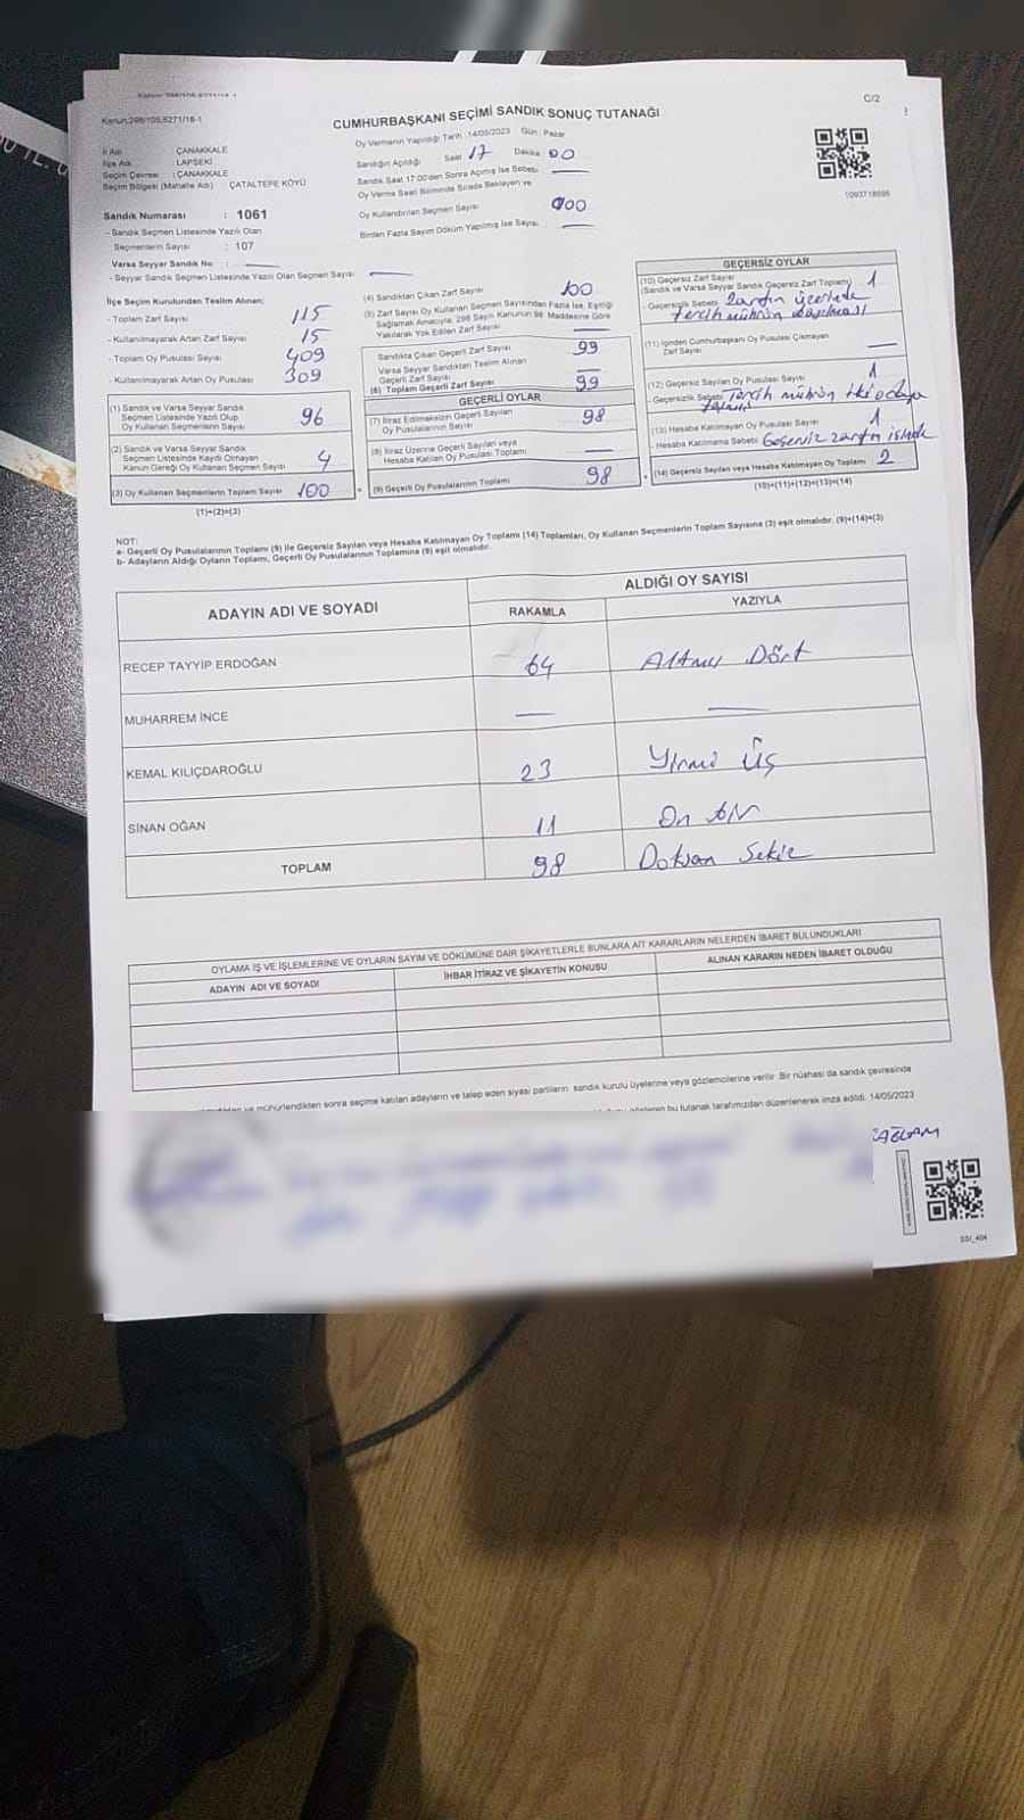 Kanun:298/105,6271/16-1
CUMHURBAŞKANI SEÇİMİ SANDIK SONUÇ TUTANAĞI
C/2
İl Adı : ÇANAKKALE
İlçe Adı : LAPSEKİ
Seçim Çevresi : ÇANAKKALE
Seçim Bölgesi (Mahalle Adı) ÇATALTEPE KÖYÜ
Sandık Numarası : 1061
- Sandık Seçmen Listesinde Yazılı Olan
Seçmenlerin Sayısı : 107
Varsa Seyyar Sandık No : —
- Seyyar Sandık Seçmen Listesinde Yazılı Olan Seçmen Sayısı —
Oy Vermenin Yapıldığı Tarih : 14/05/2023 Gün : Pazar
Sandığın Açıldığı Saat 17 Dakika 00
Sandık Saat 17:00'den Sonra Açılmış İse Sebebi —
Oy Verme Saati Bitiminde Sırada Bekleyen ve
Oy Kullandırılan Seçmen Sayısı 000
Birden Fazla Sayım Döküm Yapılmış İse Sayısı —
1093718695
İlçe Seçim Kurulundan Teslim Alınan;
- Toplam Zarf Sayısı 115
- Kullanılmayarak Artan Zarf Sayısı 15
- Toplam Oy Pusulası Sayısı 409
- Kullanılmayarak Artan Oy Pusulası 309
(1) Sandık ve Varsa Seyyar Sandık
Seçmen Listesinde Yazılı Olup
Oy Kullanan Seçmenlerin Sayısı 96
(2) Sandık ve Varsa Seyyar Sandık
Seçmen Listesinde Kaydı Olmayan
Kanun Gereği Oy Kullanan Seçmen Sayısı 4
(3) Oy Kullanan Seçmenlerin Toplam Sayısı 100
(1)+(2)=(3)
(4) Sandıktan Çıkan Zarf Sayısı 100
(5) Zarf Sayısı Oy Kullanan Seçmen Sayısından Fazla İse, Eşitliği
Sağlamak Amacıyla, 298 Sayılı Kanunun 98. Maddesine Göre
Yakılarak Yok Edilen Zarf Sayısı —
Sandıkta Çıkan Geçerli Zarf Sayısı 99
Varsa Seyyar Sandıktan Teslim Alınan
Geçerli Zarf Sayısı —
(6) Toplam Geçerli Zarf Sayısı 99
GEÇERLİ OYLAR
(7) İtiraz Edilmeksizin Geçerli Sayılan
Oy Pusulalarının Sayısı 98
(8) İtiraz Üzerine Geçerli Sayılan veya
Hesaba Katılan Oy Pusulası Toplamı —
(9) Geçerli Oy Pusulalarının Toplamı 98
GEÇERSİZ OYLAR
(10) Geçersiz Zarf Sayısı
(Sandık ve Varsa Seyyar Sandık Geçersiz Zarf Toplamı) 1
- Geçersizlik Sebebi Zarfın üzerinde
tercih mührün basılması
(11) İçinden Cumhurbaşkanı Oy Pusulası Çıkmayan
Zarf Sayısı —
(12) Geçersiz Sayılan Oy Pusulası Sayısı 1
- Geçersizlik Sebebi Tercih mührün iki adaya
(13) Hesaba Katılmayan Oy Pusulası Sayısı 1
- Hesaba Katılmama Sebebi Geçersiz zarfın
(14) Geçersiz Sayılan veya Hesaba Katılmayan Oy Toplamı 2
(10)+(11)+(12)+(13)=(14)
NOT:
a- Geçerli Oy Pusulalarının Toplamı (9) ile Geçersiz Sayılan veya Hesaba Katılmayan Oy Toplamı (14) Toplamları, Oy Kullanan Seçmenlerin Toplam Sayısına (3) eşit olmalıdır. (9)+(14)=(3)
b- Adayların Aldığı Oyların Toplamı, Geçerli Oy Pusulalarının Toplamına (9) eşit olmalıdır.
ADAYIN ADI VE SOYADI
ALDIĞI OY SAYISI
RAKAMLA YAZIYLA
RECEP TAYYİP ERDOĞAN 64 Altmış Dört
MUHARREM İNCE — —
KEMAL KILIÇDAROĞLU 23 Yirmi Üç
SİNAN OĞAN 11 On bir
TOPLAM 98 Doksan Sekiz
OYLAMA İŞ VE İŞLEMLERİNE VE OYLARIN SAYIM VE DÖKÜMÜNE DAİR ŞİKAYETLERLE BUNLARA AİT KARARLARIN NELERDEN İBARET BULUNDUKLARI
ADAYIN ADI VE SOYADI İHBAR İTİRAZ VE ŞİKAYETİN KONUSU ALINAN KARARIN NEDEN İBARET OLDUĞU
ve mühürlendikten sonra seçime katılan adayların ve talep eden siyasi partilerin sandık kurulu üyelerine veya gözlemcilerine verilir. Bir nüshası da sandık çevresinde
bu tutanak tarafımızdan düzenlenerek imza edildi. 14/05/2023